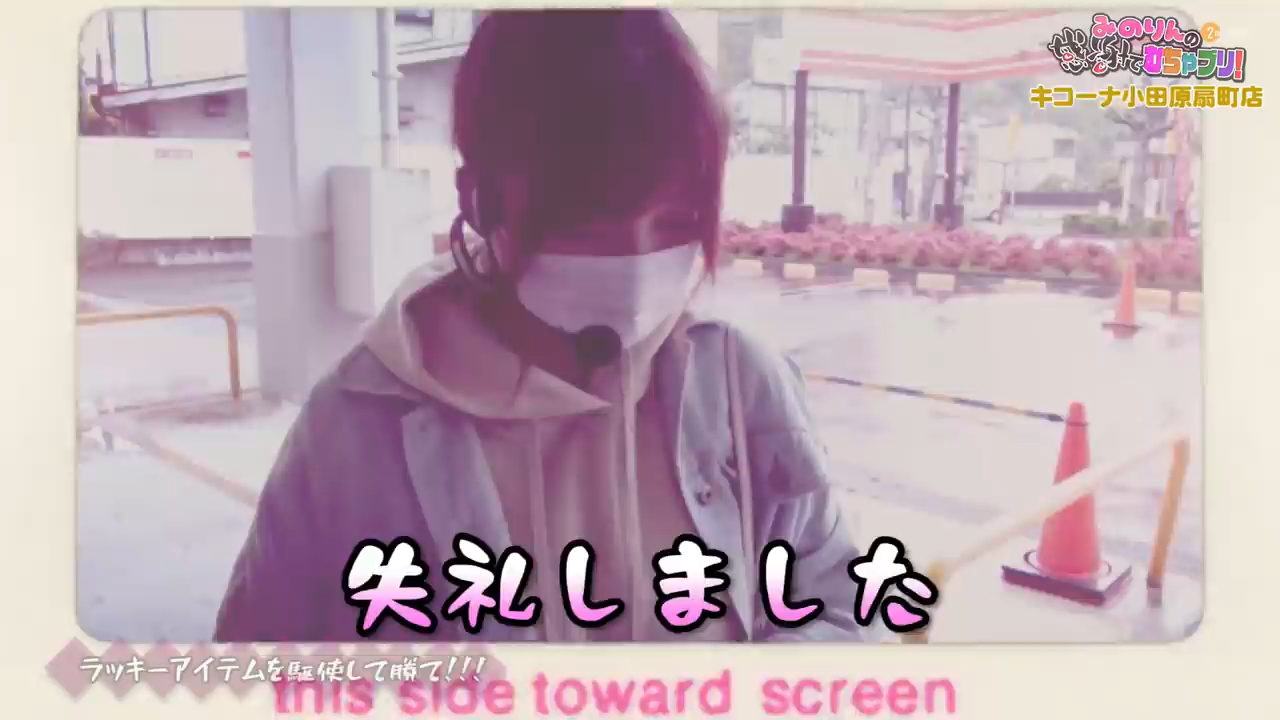 みのりんの
むちゃブリ!
キコーナ小田原扇町店
失礼しました
ラッキーアイテムを駆使して勝て!!!
this side toward screen